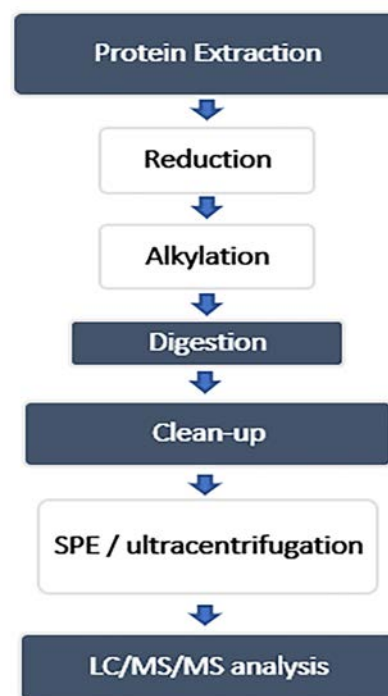 Protein Extraction
Reduction
Alkylation
Digestion
Clean-up
SPE / ultracentrifugation
LC/MS/MS analysis